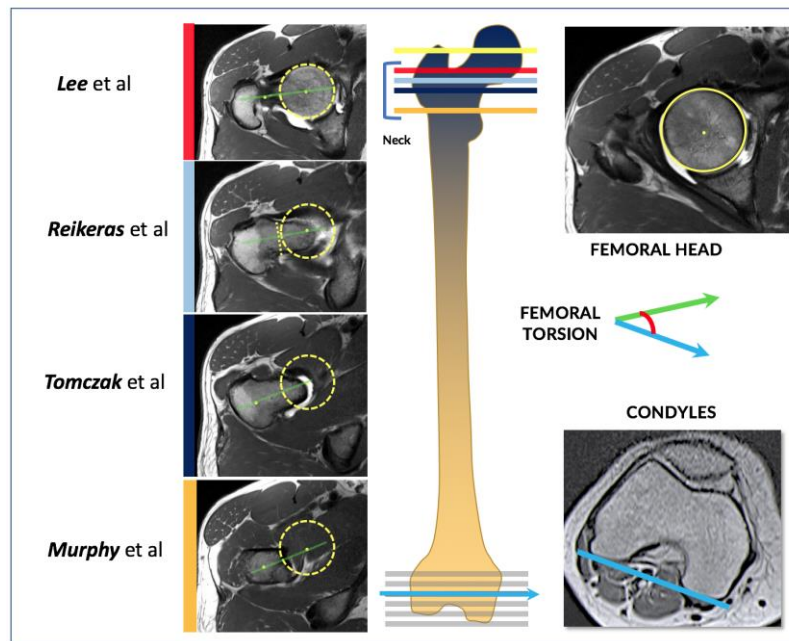 Lee et al
Reikeras et al
Tomczak et al
Murphy et al
Neck
FEMORAL HEAD
FEMORAL
TORSION
CONDYLES